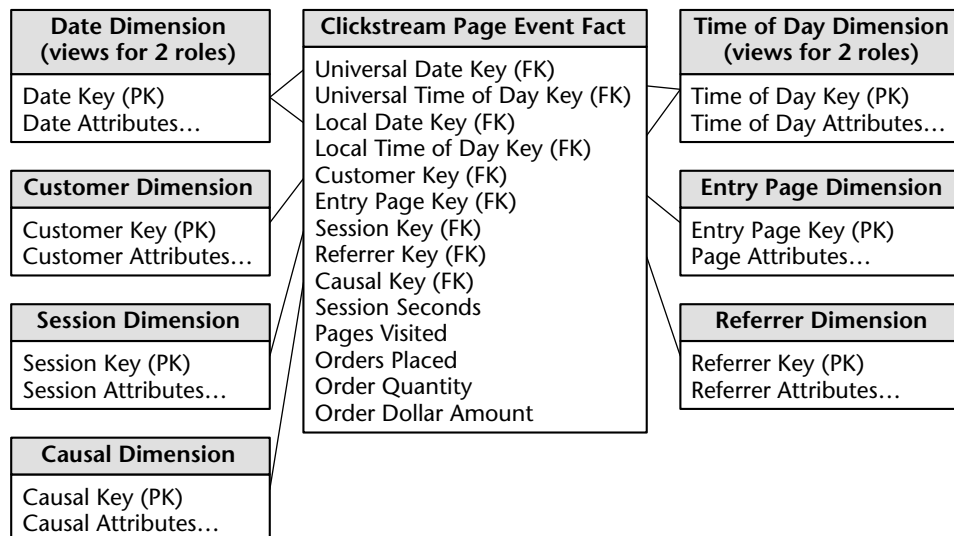 Date Dimension
(views for 2 roles)
Date Key (PK)
Date Attributes…
Customer Dimension
Customer Key (PK)
Customer Attributes…
Session Dimension
Session Key (PK)
Session Attributes…
Causal Dimension
Causal Key (PK)
Causal Attributes…
Clickstream Page Event Fact
Universal Date Key (FK)
Universal Time of Day Key (FK)
Local Date Key (FK)
Local Time of Day Key (FK)
Customer Key (FK)
Entry Page Key (FK)
Session Key (FK)
Referrer Key (FK)
Causal Key (FK)
Session Seconds
Pages Visited
Orders Placed
Order Quantity
Order Dollar Amount
Time of Day Dimension
(views for 2 roles)
Time of Day Key (PK)
Time of Day Attributes…
Entry Page Dimension
Entry Page Key (PK)
Page Attributes…
Referrer Dimension
Referrer Key (PK)
Referrer Attributes…